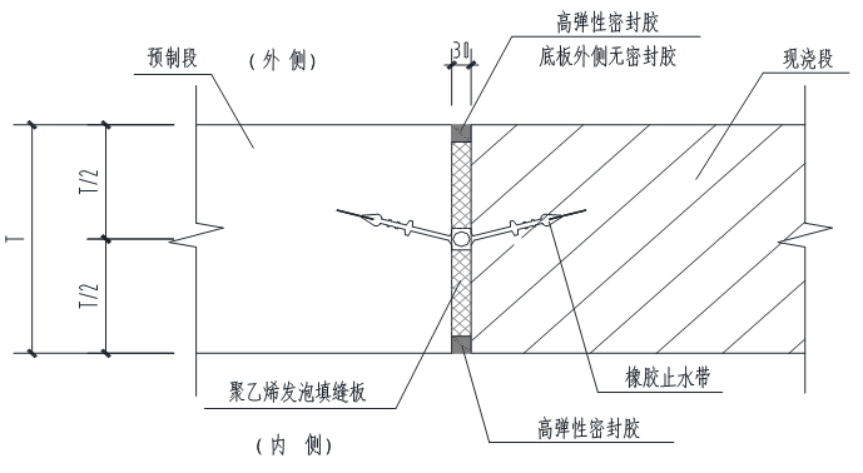 高弹性密封胶
底板外侧无密封胶
预制段
(外 侧)
30
现浇段
T/2
T
T/2
聚乙烯发泡填缝板
橡胶止水带
高弹性密封胶
(内 侧)